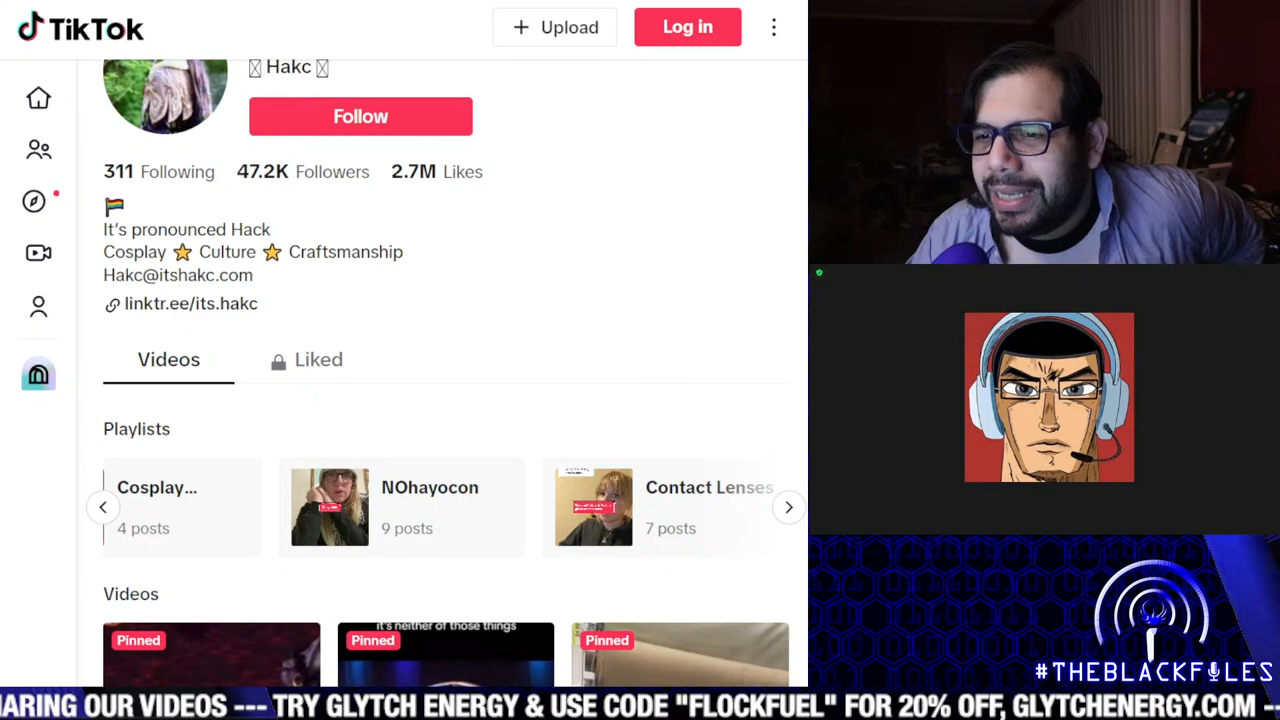 TikTok
+ Upload
Log in
Hakc
Follow
311 Following 47.2K Followers 2.7M Likes
🏳️‍🌈
It's pronounced Hack
Cosplay ⭐ Culture ⭐ Craftsmanship
Hakc@itshakc.com
linktr.ee/its.hakc
Videos
Liked
Playlists
Cosplay...
4 posts
NOhayocon
9 posts
Contact Lenses
7 posts
Videos
Pinned
Pinned
it's neither of those things
Pinned
#THEBLACKFILES
HARING OUR VIDEOS --- TRY GLYTCH ENERGY & USE CODE "FLOCKFUEL" FOR 20% OFF, GLYTCHENERGY.COM --